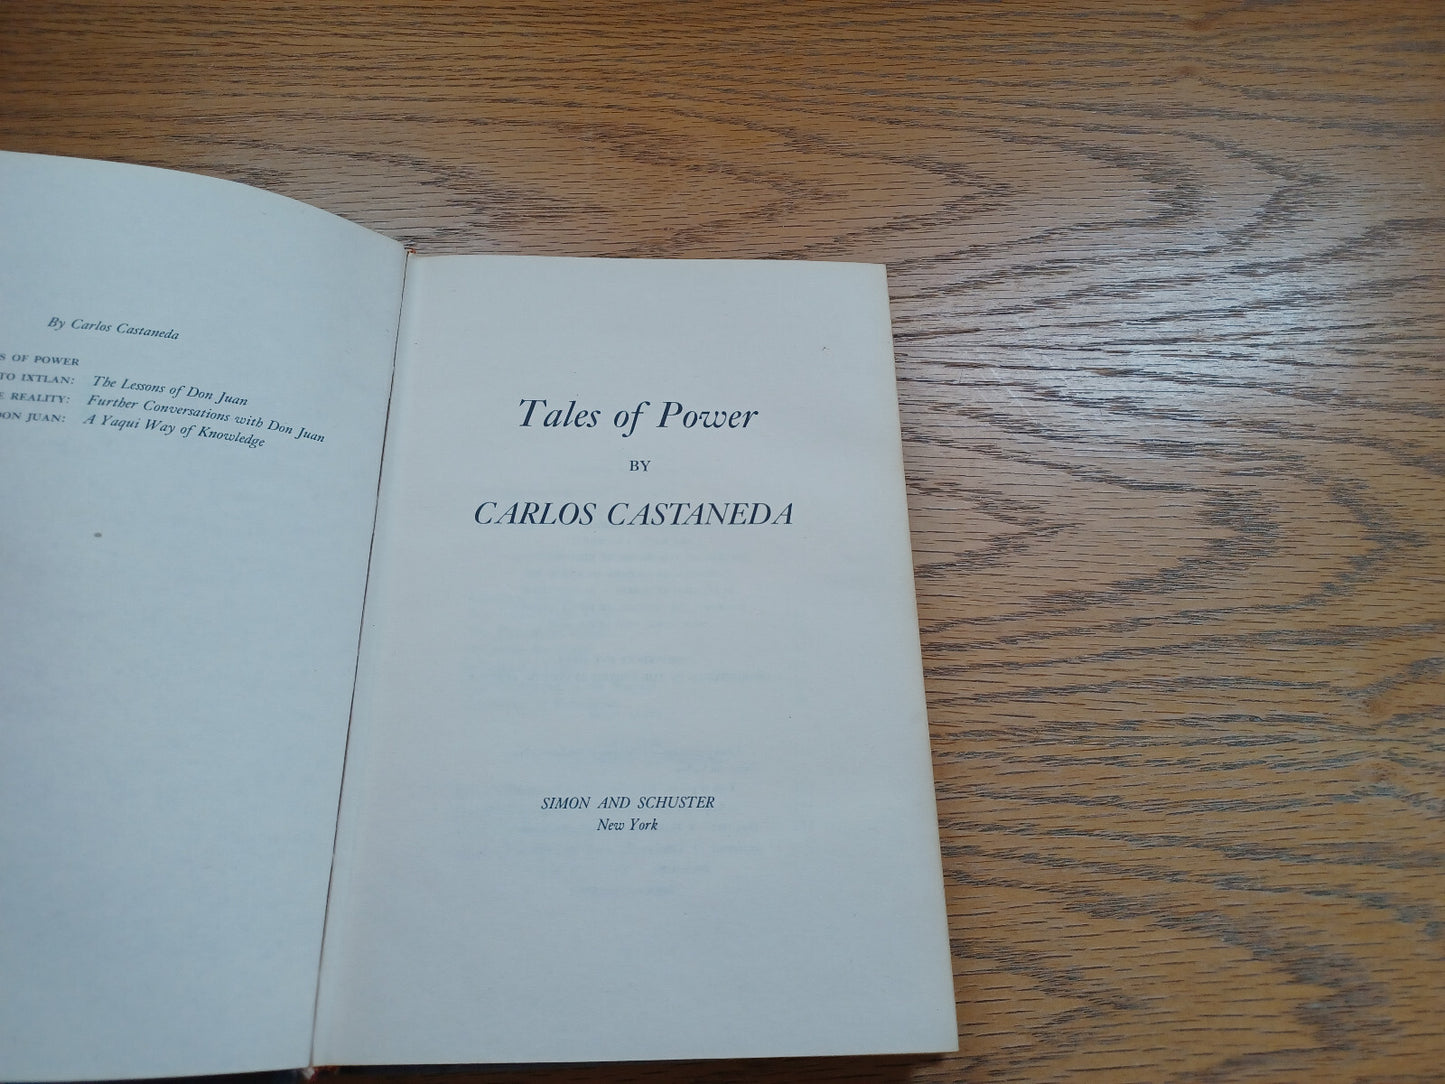 By Carlos Castaneda
S OF POWER
TO IXTLAN: The Lessons of Don Juan
E REALITY: Further Conversations with Don Juan
DON JUAN: A Yaqui Way of Knowledge
Tales of Power
BY
CARLOS CASTANEDA
SIMON AND SCHUSTER
New York